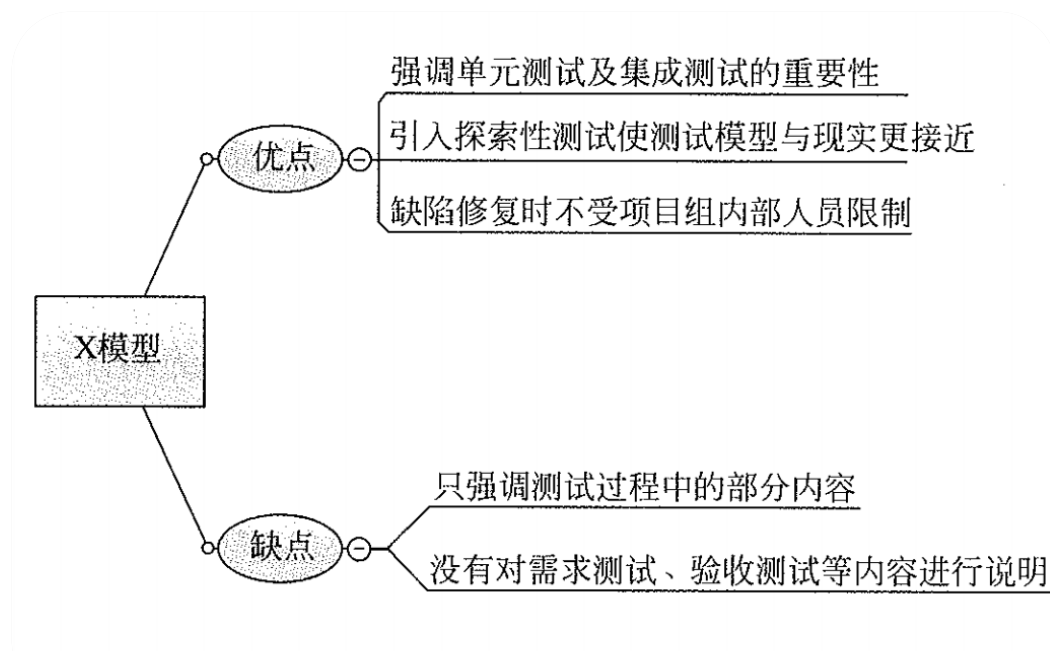 强调单元测试及集成测试的重要性
优点
引入探索性测试使测试模型与现实更接近
缺陷修复时不受项目组内部人员限制
X模型
只强调测试过程中的部分内容
缺点
没有对需求测试、验收测试等内容进行说明